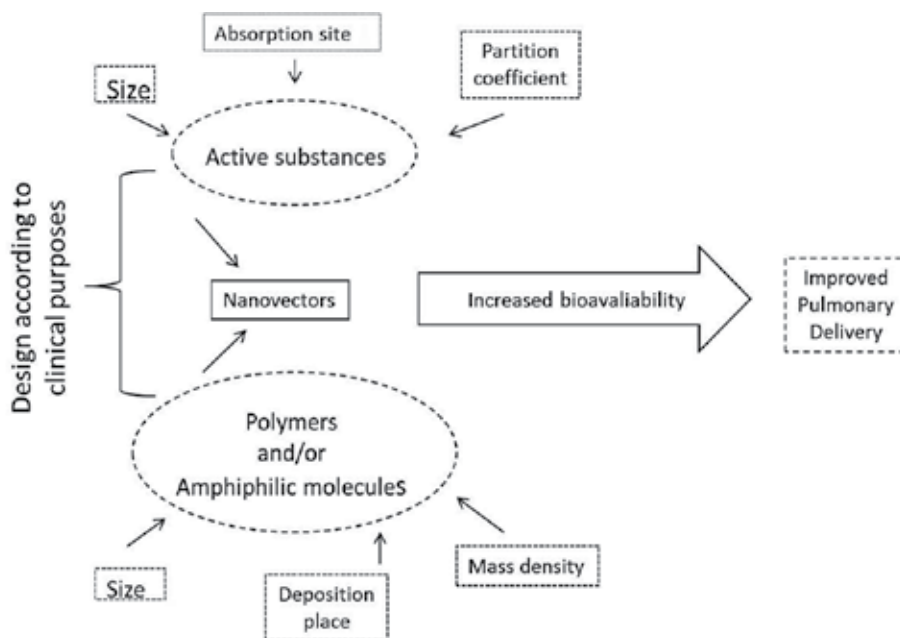 Absorption site
Partition
coefficient
Size
Active substances
Design according to
clinical purposes
Nanovectors
Increased bioavaliability
Improved
Pulmonary
Delivery
Polymers
and/or
Amphiphilic molecules
Size
Deposition
place
Mass density